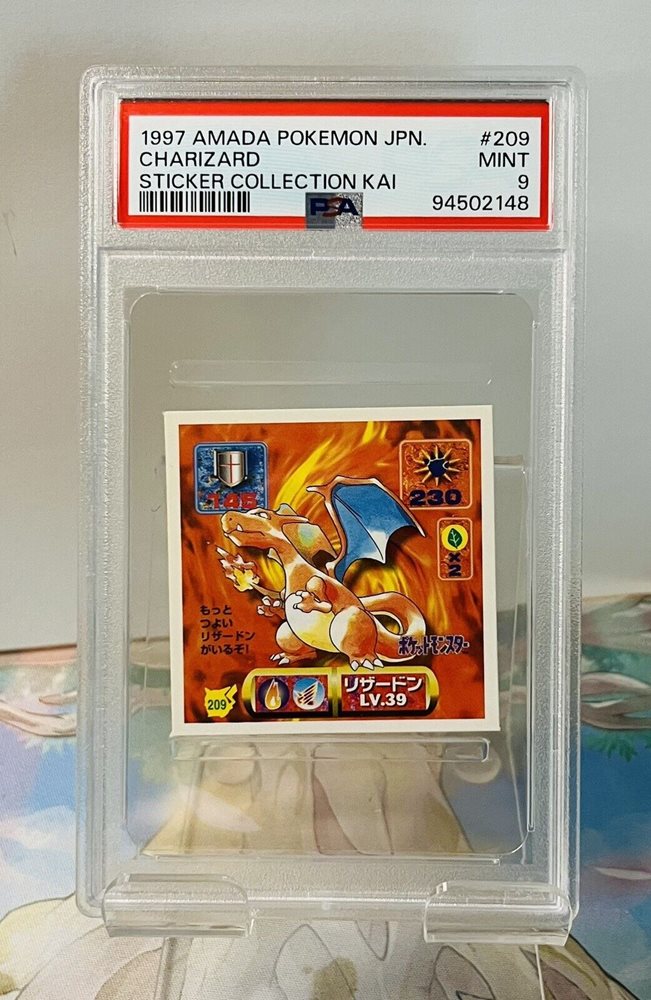 1997 AMADA POKEMON JPN. #209
CHARIZARD MINT
STICKER COLLECTION KAI 9
PSA 94502148
146
230
×2
もっと
つよい
リザードン
がいるぞ!
ポケットモンスター
209
リザードン
LV.39